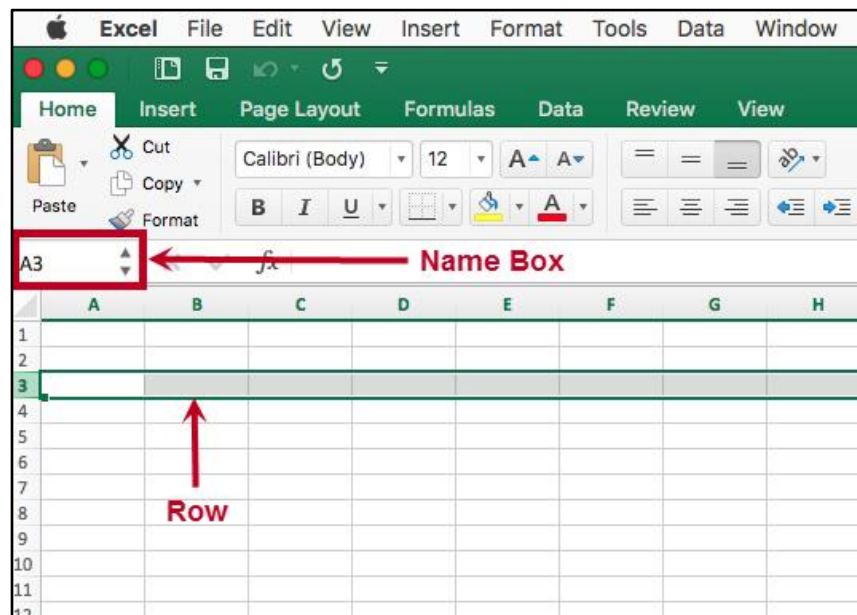 Excel File Edit View Insert Format Tools Data Window
Home Insert Page Layout Formulas Data Review View
Cut
Calibri (Body) 12 A A
Copy
Paste
B I U A
Format
A3 fx Name Box
A B C D E F G H
1
2
3
4
5
6
7
8 Row
9
10
11
12